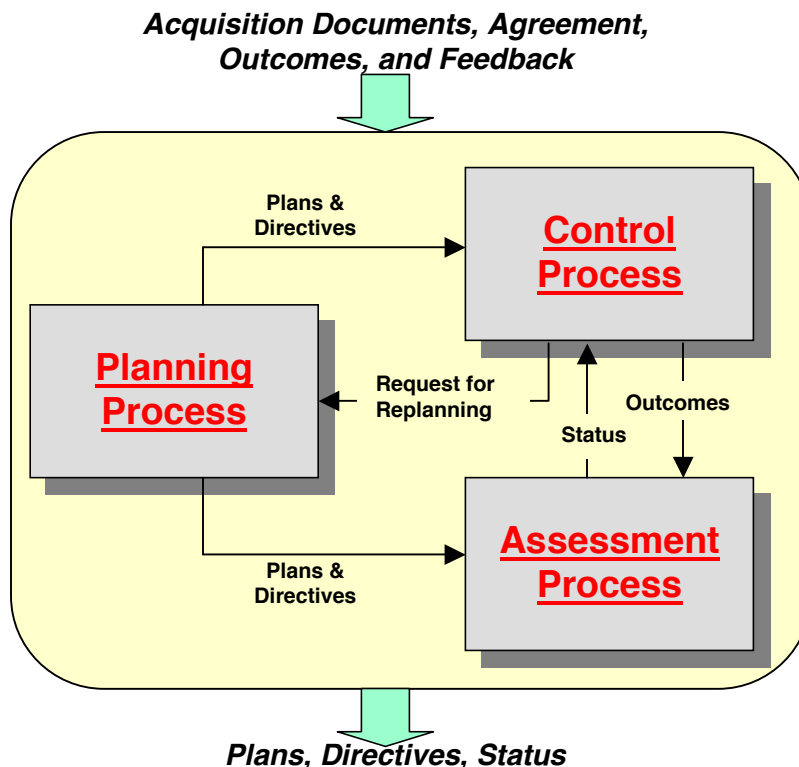 Acquisition Documents, Agreement,
Outcomes, and Feedback
Plans &
Directives
Control
Process
Planning
Process
Request for
Replanning
Outcomes
Status
Assessment
Process
Plans &
Directives
Plans, Directives, Status